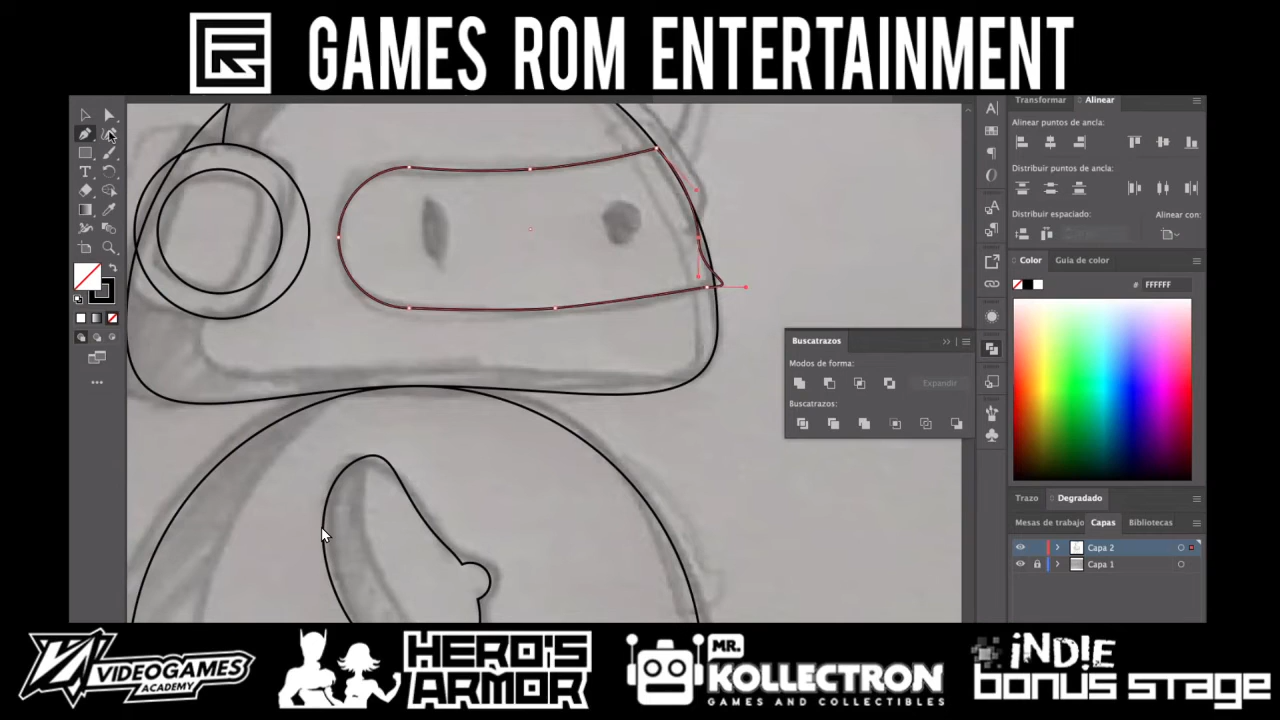 GAMES ROM ENTERTAINMENT
Transformar
Alinear
Alinear puntos de ancla:
Distribuir puntos de ancla:
Distribuir espaciado:
Alinear con:
Color
Guía de color
# FFFFFF
Buscatrazos
Modos de forma:
Expandir
Buscatrazos:
Trazo
Degradado
Mesas de trabajo
Capas
Bibliotecas
Capa 2
Capa 1
VIDEOGAMES
ACADEMY
HERO'S
ARMOR
MR.
KOLLECTRON
GAMES AND COLLECTIBLES
INDIE
BONUS STAGE